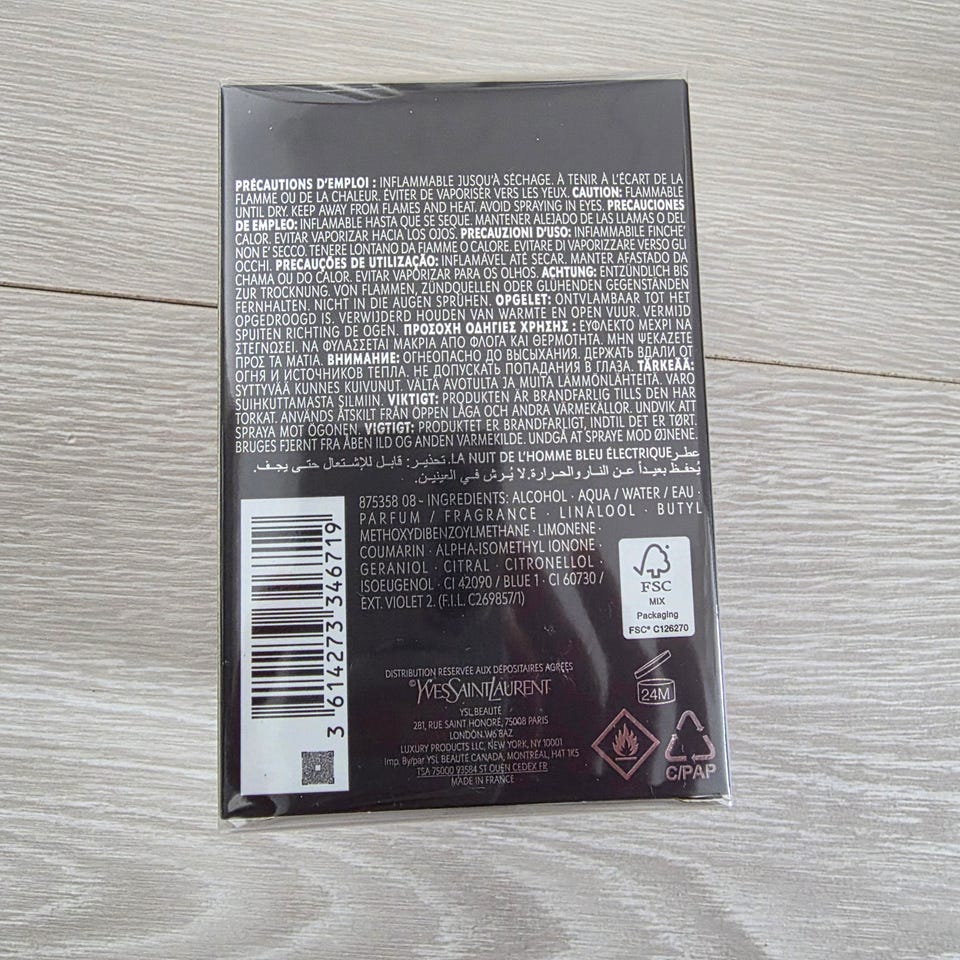 PRÉCAUTIONS D'EMPLOI : INFLAMMABLE JUSQU'À SÉCHAGE. À TENIR À L'ÉCART DE LA
FLAMME OU DE LA CHALEUR. ÉVITER DE VAPORISER VERS LES YEUX. CAUTION: FLAMMABLE
UNTIL DRY. KEEP AWAY FROM FLAMES AND HEAT. AVOID SPRAYING IN EYES. PRECAUCIONES
DE EMPLEO: INFLAMABLE HASTA QUE SE SEQUE. MANTENER ALEJADO DE LAS LLAMAS O DEL
CALOR. EVITAR VAPORIZAR HACIA LOS OJOS. PRECAUZIONI D'USO: INFIAMMABILE FINCHE'
NON E' SECCO. TENERE LONTANO DA FIAMME O CALORE. EVITARE DI VAPORIZZARE VERSO GLI
OCCHI. PRECAUÇÕES DE UTILIZAÇÃO: INFLAMÁVEL ATÉ SECAR. MANTER AFASTADO DA
CHAMA OU DO CALOR. EVITAR VAPORIZAR PARA OS OLHOS. ACHTUNG: ENTZÜNDLICH BIS
ZUR TROCKNUNG. VON FLAMMEN, ZÜNDQUELLEN ODER GLÜHENDEN GEGENSTÄNDEN
FERNHALTEN. NICHT IN DIE AUGEN SPRÜHEN. OPGELET: ONTVLAMBAAR TOT HET
OPGEDROOGD IS. VERWIJDERD HOUDEN VAN WARMTE EN OPEN VUUR. VERMIJD
SPUITEN RICHTING DE OGEN. ΠΡΟΣΟΧΗ ΟΔΗΓΙΕΣ ΧΡΗΣΗΣ : ΕΥΦΛΕΚΤΟ ΜΕΧΡΙ ΝΑ
ΣΤΕΓΝΩΣΕΙ. ΝΑ ΦΥΛΑΣΣΕΤΑΙ ΜΑΚΡΙΑ ΑΠΟ ΦΛΟΓΑ ΚΑΙ ΘΕΡΜΟΤΗΤΑ. ΜΗΝ ΨΕΚΑΖΕΤΕ
ΠΡΟΣ ΤΑ ΜΑΤΙΑ. ВНИМАНИЕ: ОГНЕОПАСНО ДО ВЫСЫХАНИЯ. ДЕРЖАТЬ ВДАЛИ ОТ
ОГНЯ И ИСТОЧНИКОВ ТЕПЛА. НЕ ДОПУСКАТЬ ПОПАДАНИЯ В ГЛАЗА. TÄRKEÄÄ:
SYTTYVÄÄ KUNNES KUIVUNUT. VÄLTÄ AVOTULTA JA MUITA LÄMMÖNLÄHTEITÄ. VARO
SUIHKUTTAMASTA SILMIIN. VIKTIGT: PRODUKTEN ÄR BRANDFARLIG TILLS DEN HAR
TORKAT. ANVÄNDS ÅTSKILT FRÅN ÖPPEN LÅGA OCH ANDRA VÄRMEKÄLLOR. UNDVIK ATT
SPRAYA MOT ÖGONEN. VIGTIGT: PRODUKTET ER BRANDFARLIGT, INDTIL DET ER TØRT.
BRUGES FJERNT FRA ÅBEN ILD OG ANDEN VARMEKILDE. UNDGÅ AT SPRAYE MOD ØJNENE.
عطر LA NUIT DE L'HOMME BLEU ÉLECTRIQUE. تحذير: قابل للإشتعال حتى يجف.
يُحفظ بعيداً عن النار والحرارة. لا يُرش في العينين.
875358 08 - INGREDIENTS: ALCOHOL · AQUA / WATER / EAU ·
PARFUM / FRAGRANCE · LINALOOL · BUTYL
METHOXYDIBENZOYLMETHANE · LIMONENE ·
COUMARIN · ALPHA-ISOMETHYL IONONE ·
GERANIOL · CITRAL · CITRONELLOL ·
ISOEUGENOL · CI 42090 / BLUE 1 · CI 60730 /
EXT. VIOLET 2. (F.I.L. C269857/1)
3 614273 346719
FSC
MIX
Packaging
FSC® C126270
DISTRIBUTION RÉSERVÉE AUX DÉPOSITAIRES AGRÉÉS
©YVESSAINTLAURENT
YSL BEAUTÉ
281, RUE SAINT HONORÉ, 75008 PARIS
LONDON.W6 8AZ
LUXURY PRODUCTS LLC, NEW YORK, NY 10001
Imp. By/par YSL BEAUTÉ CANADA, MONTRÉAL, H4T 1K5
TSA 75000 93584 ST OUEN CEDEX FR
MADE IN FRANCE
24M
C/PAP